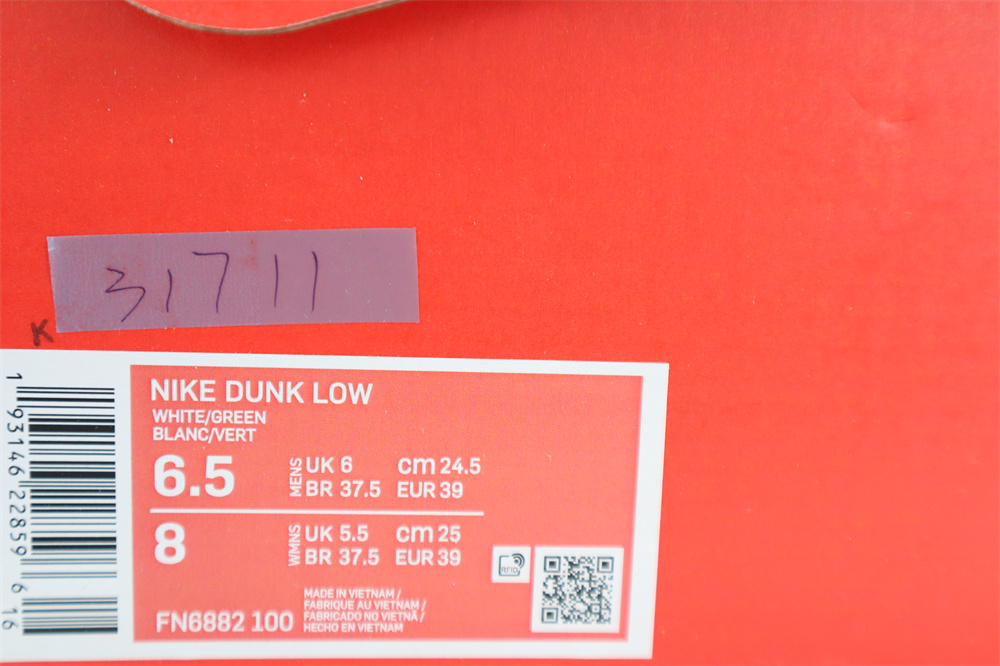 31711
K
NIKE DUNK LOW
WHITE/GREEN
BLANC/VERT
6.5 MENS UK 6 cm 24.5
BR 37.5 EUR 39
8 WMNS UK 5.5 cm 25
BR 37.5 EUR 39
RFID
FN6882 100
MADE IN VIETNAM /
FABRIQUE AU VIETNAM /
FABRICADO NO VIETNÃ /
HECHO EN VIETNAM
1 93146 22859 6 16